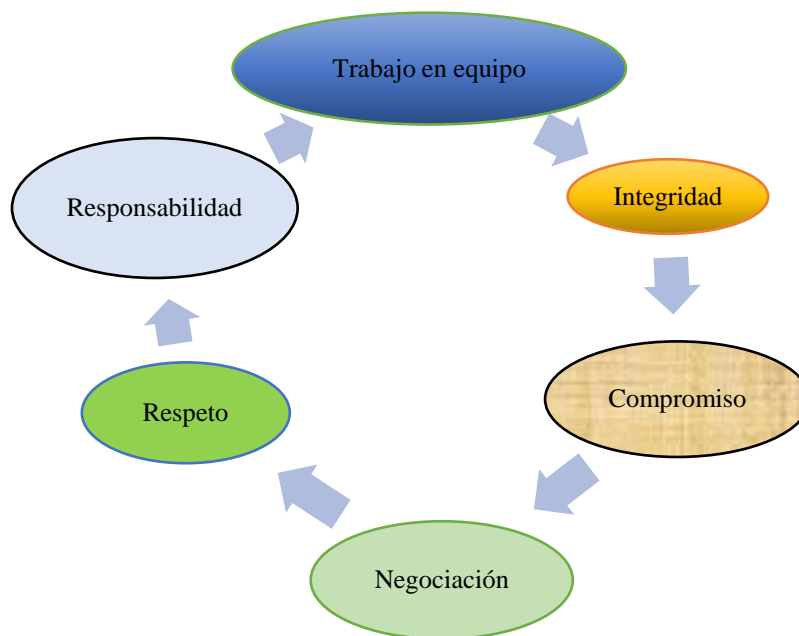 Trabajo en equipo
Integridad
Compromiso
Negociación
Respeto
Responsabilidad